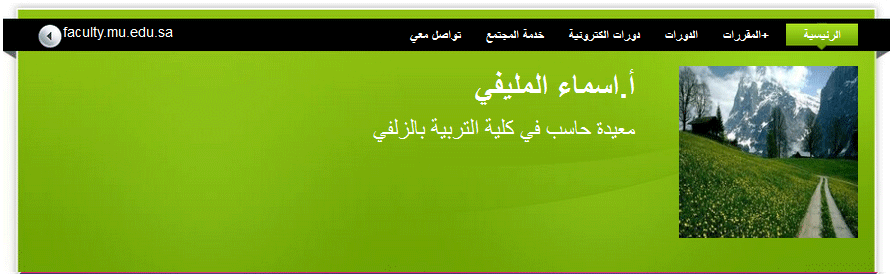 الرئيسية +المقررات الدورات دورات الكترونية خدمة المجتمع تواصل معي faculty.mu.edu.sa
أ.اسماء المليفي
معيدة حاسب في كلية التربية بالزلفي